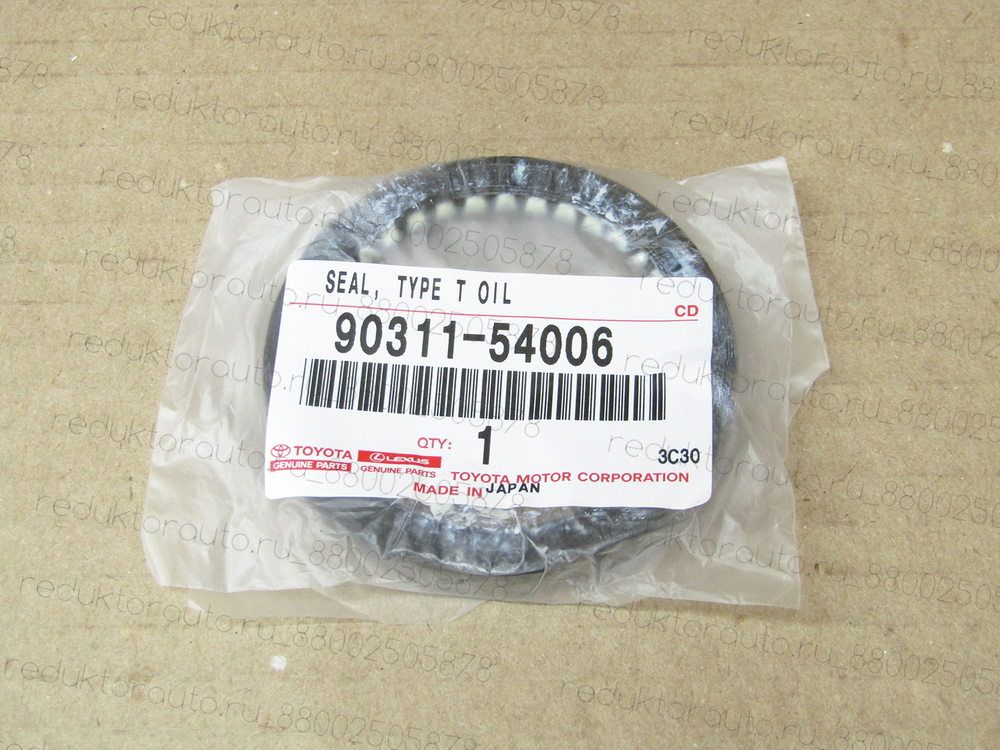 SEAL, TYPE T OIL
CD
90311-54006
QTY: 1
3C30
TOYOTA
GENUINE PARTS
LEXUS
GENUINE PARTS
TOYOTA MOTOR CORPORATION
MADE IN JAPAN
reduktorauto.ru_88002505878